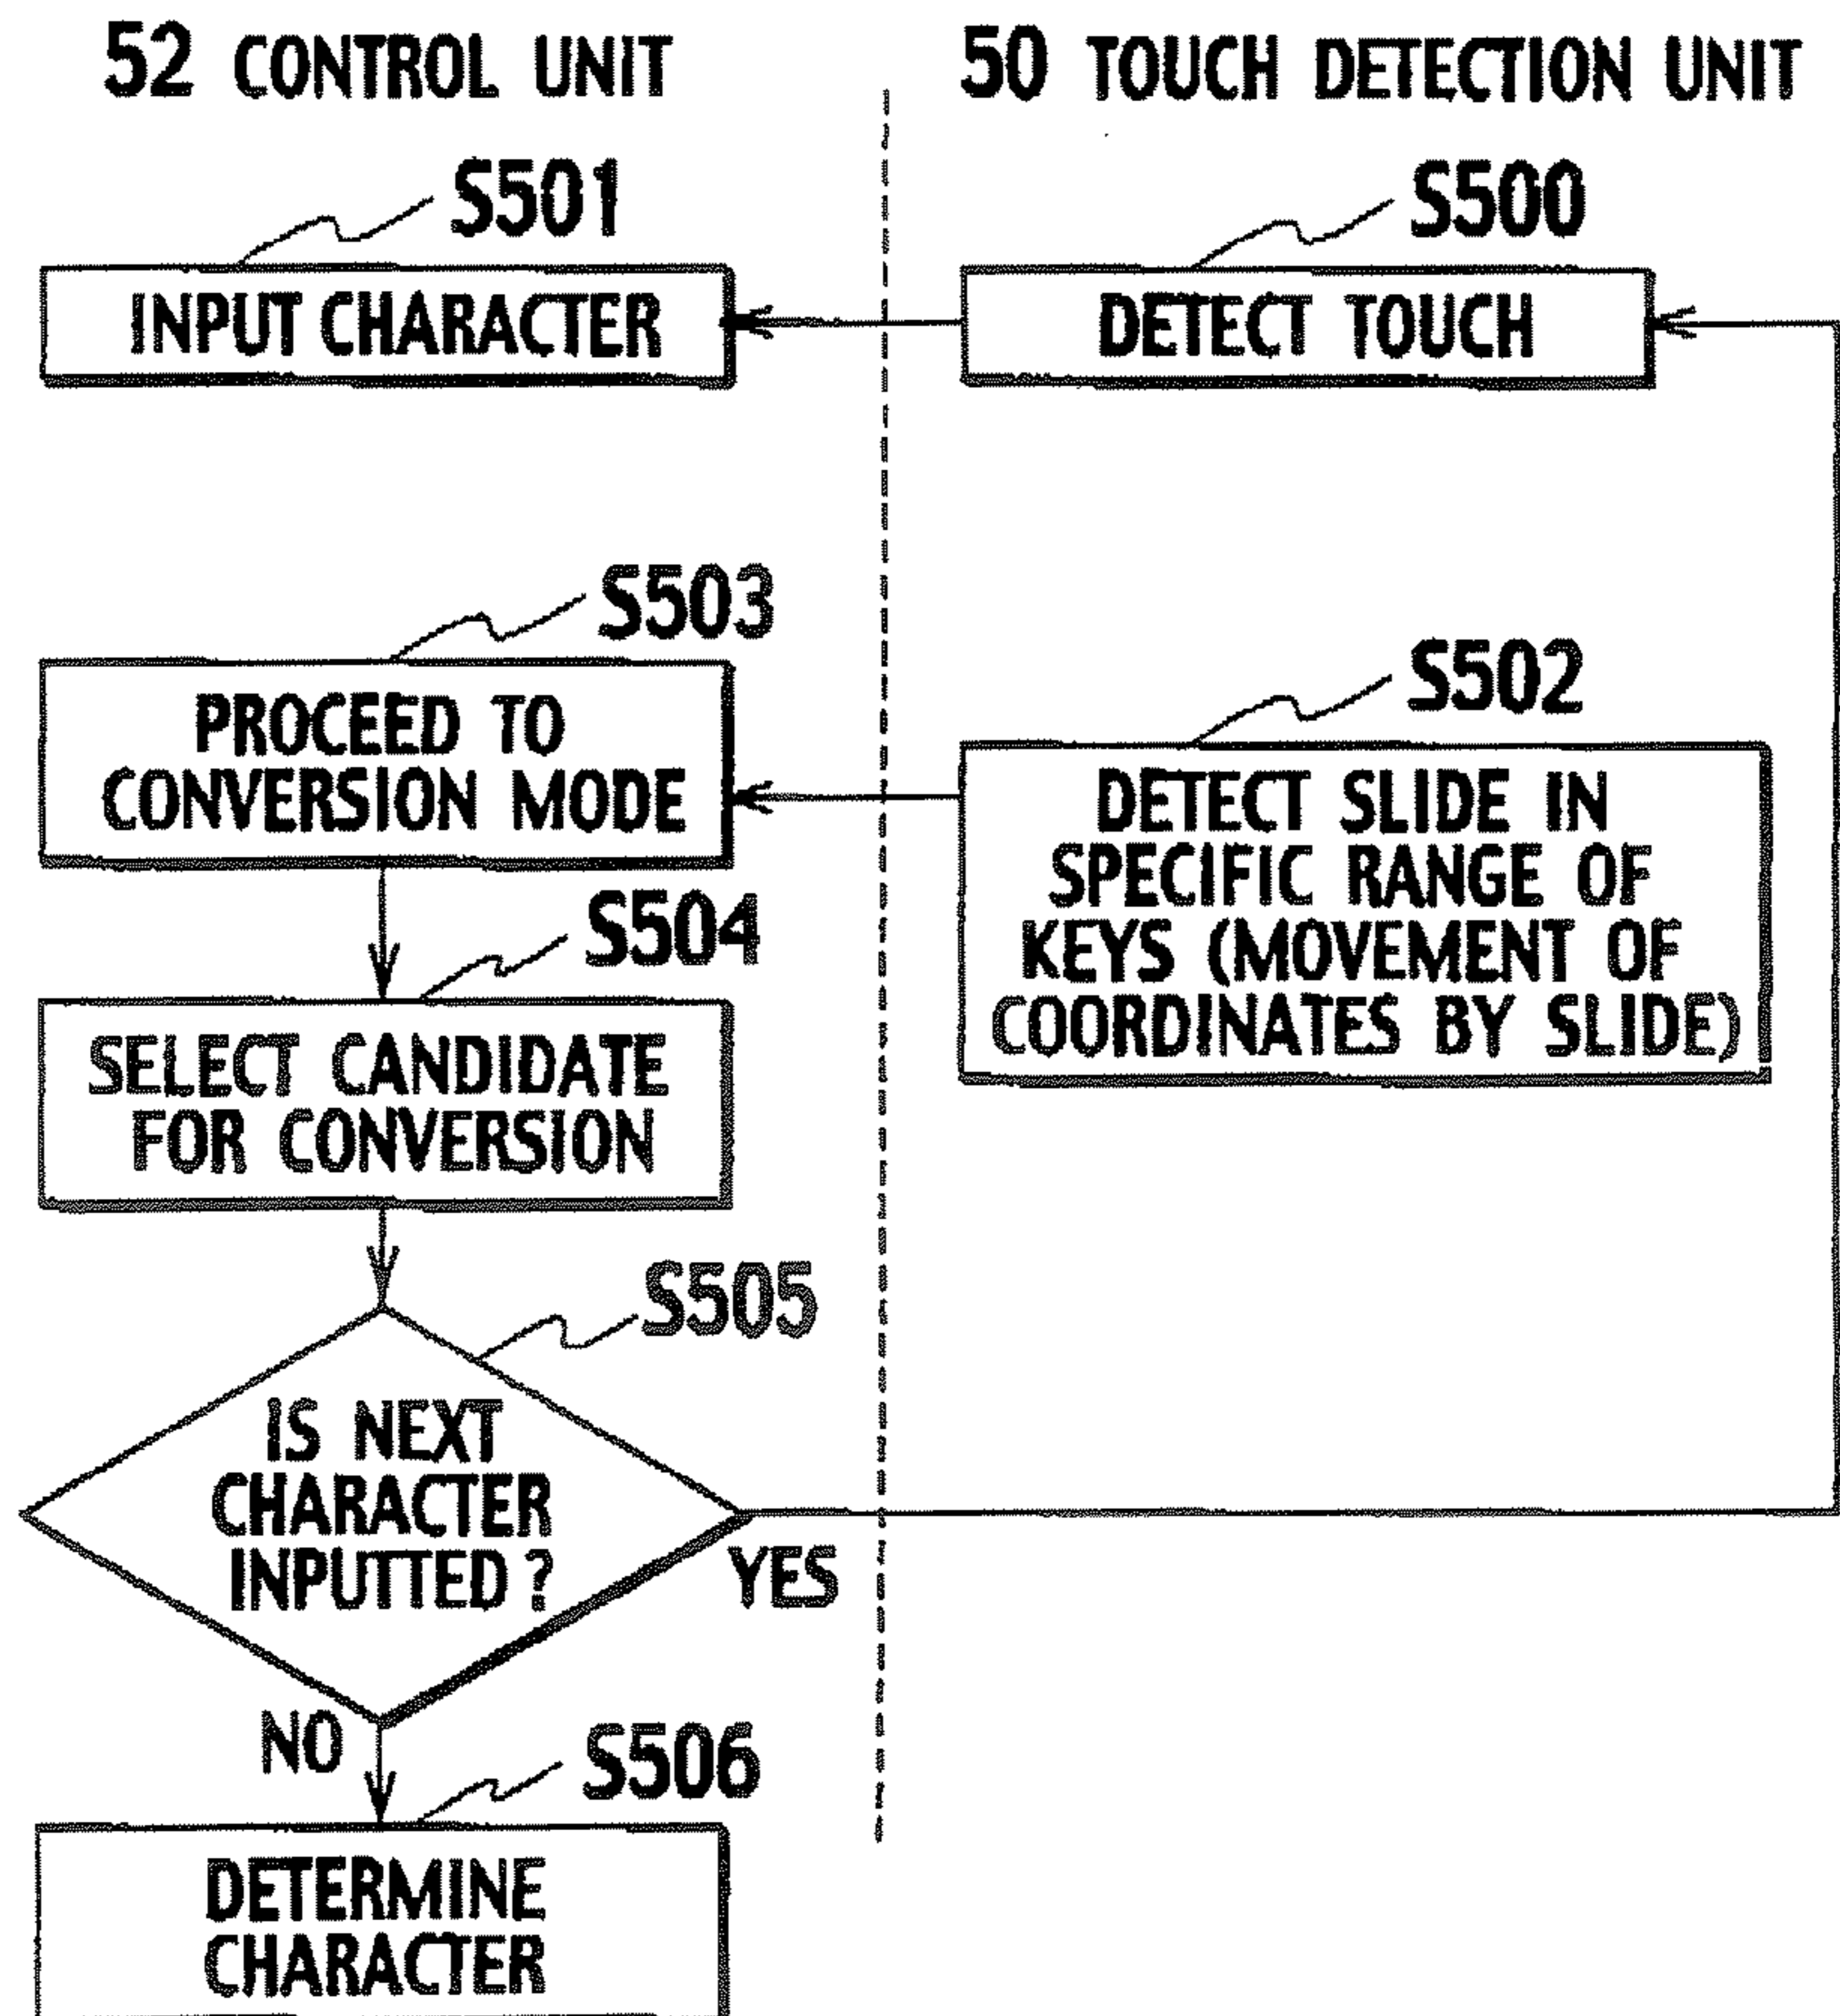 52 CONTROL UNIT
50 TOUCH DETECTION UNIT
S501
S500
INPUT CHARACTER
DETECT TOUCH
S503
S502
PROCEED TO
CONVERSION MODE
DETECT SLIDE IN
SPECIFIC RANGE OF
KEYS (MOVEMENT OF
COORDINATES BY SLIDE)
S504
SELECT CANDIDATE
FOR CONVERSION
S505
IS NEXT
CHARACTER
INPUTTED ?
YES
NO
S506
DETERMINE
CHARACTER